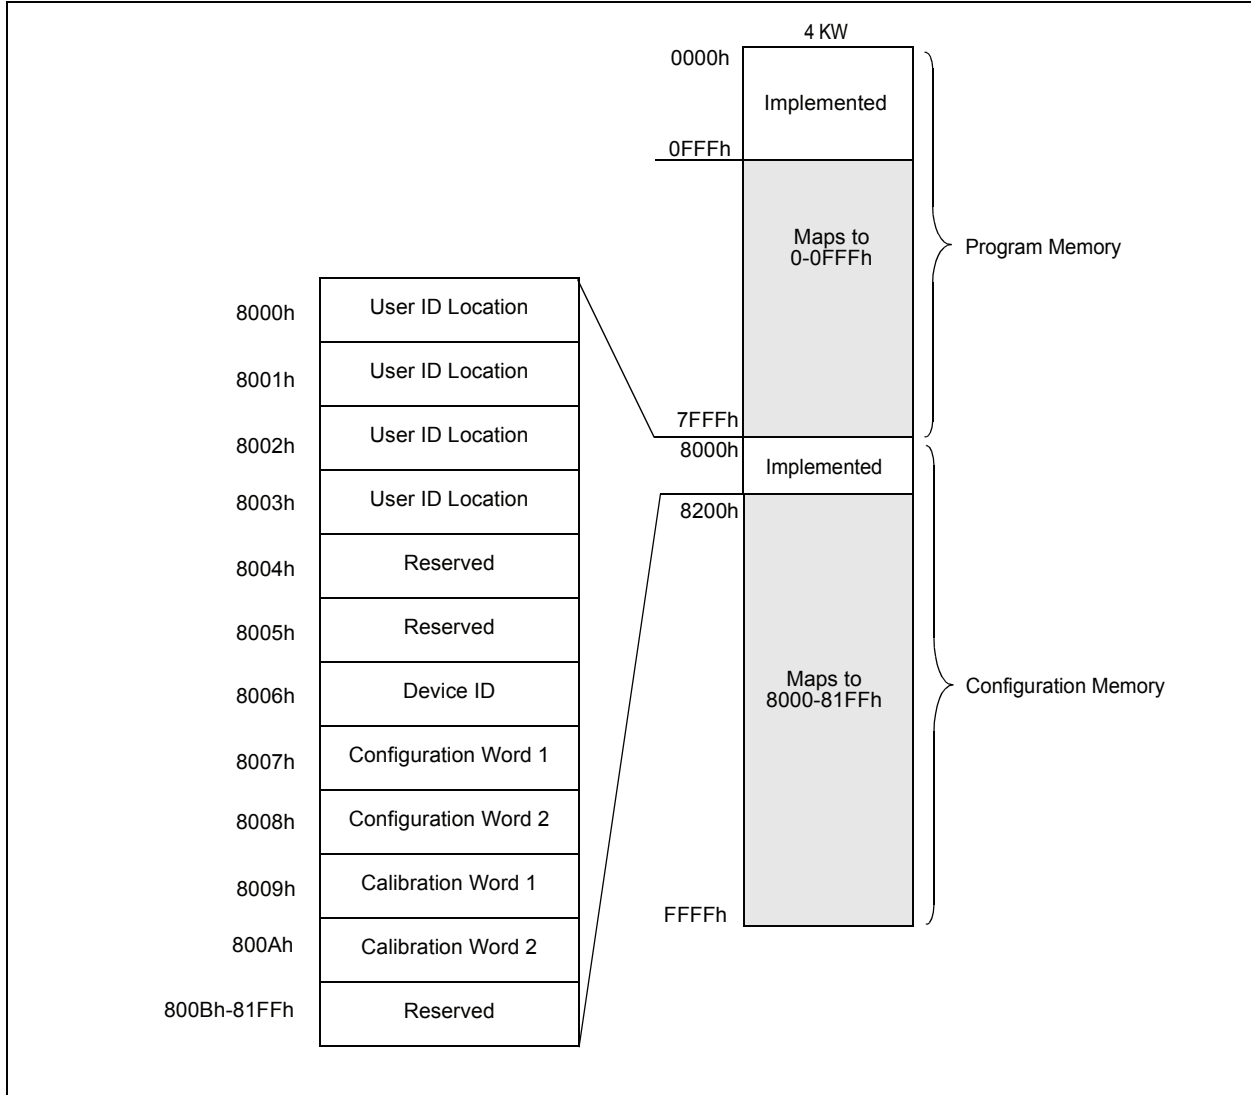 4 KW
0000h
Implemented
0FFFh
Maps to
0-0FFFh
Program Memory
7FFFh
8000h
Implemented
8200h
Maps to
8000-81FFh
Configuration Memory
FFFFh
8000h User ID Location
8001h User ID Location
8002h User ID Location
8003h User ID Location
8004h Reserved
8005h Reserved
8006h Device ID
8007h Configuration Word 1
8008h Configuration Word 2
8009h Calibration Word 1
800Ah Calibration Word 2
800Bh-81FFh Reserved